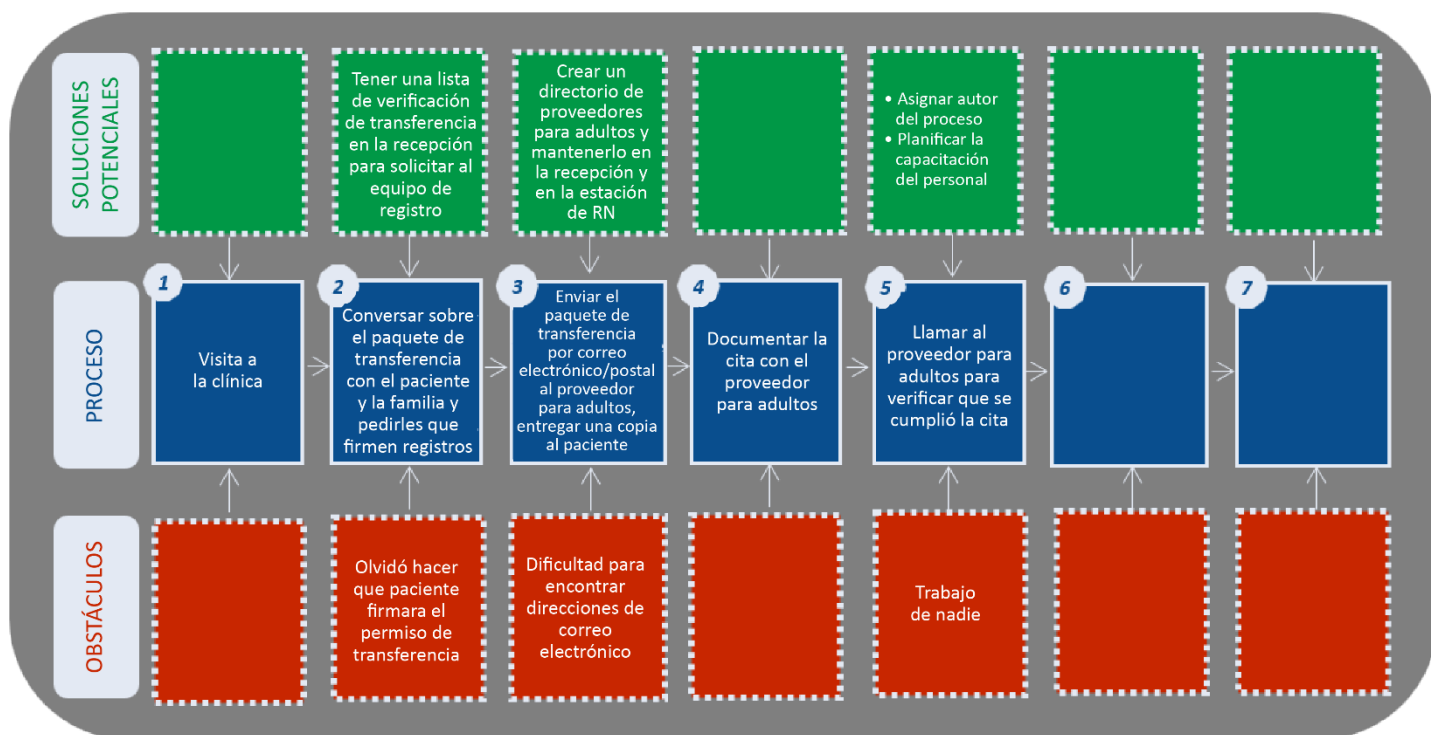 SOLUCIONES
POTENCIALES
Tener una lista
de verificación
de transferencia
en la recepción
para solicitar al
equipo de
registro
Crear un
directorio de
proveedores
para adultos y
mantenerlo en
la recepción y
en la estación
de RN
• Asignar autor
del proceso
• Planificar la
capacitación
del personal
PROCESO
1
Visita a
la clínica
2
Conversar sobre
el paquete de
transferencia
con el paciente
y la familia y
pedirles que
firmen registros
3
Enviar el
paquete de
transferencia
por correo
electrónico/postal
al proveedor
para adultos,
entregar una copia
al paciente
4
Documentar la
cita con el
proveedor
para adultos
5
Llamar al
proveedor para
adultos para
verificar que se
cumplió la cita
6
7
OBSTÁCULOS
Olvidó hacer
que paciente
firmara el
permiso de
transferencia
Dificultad para
encontrar
direcciones de
correo
electrónico
Trabajo
de nadie